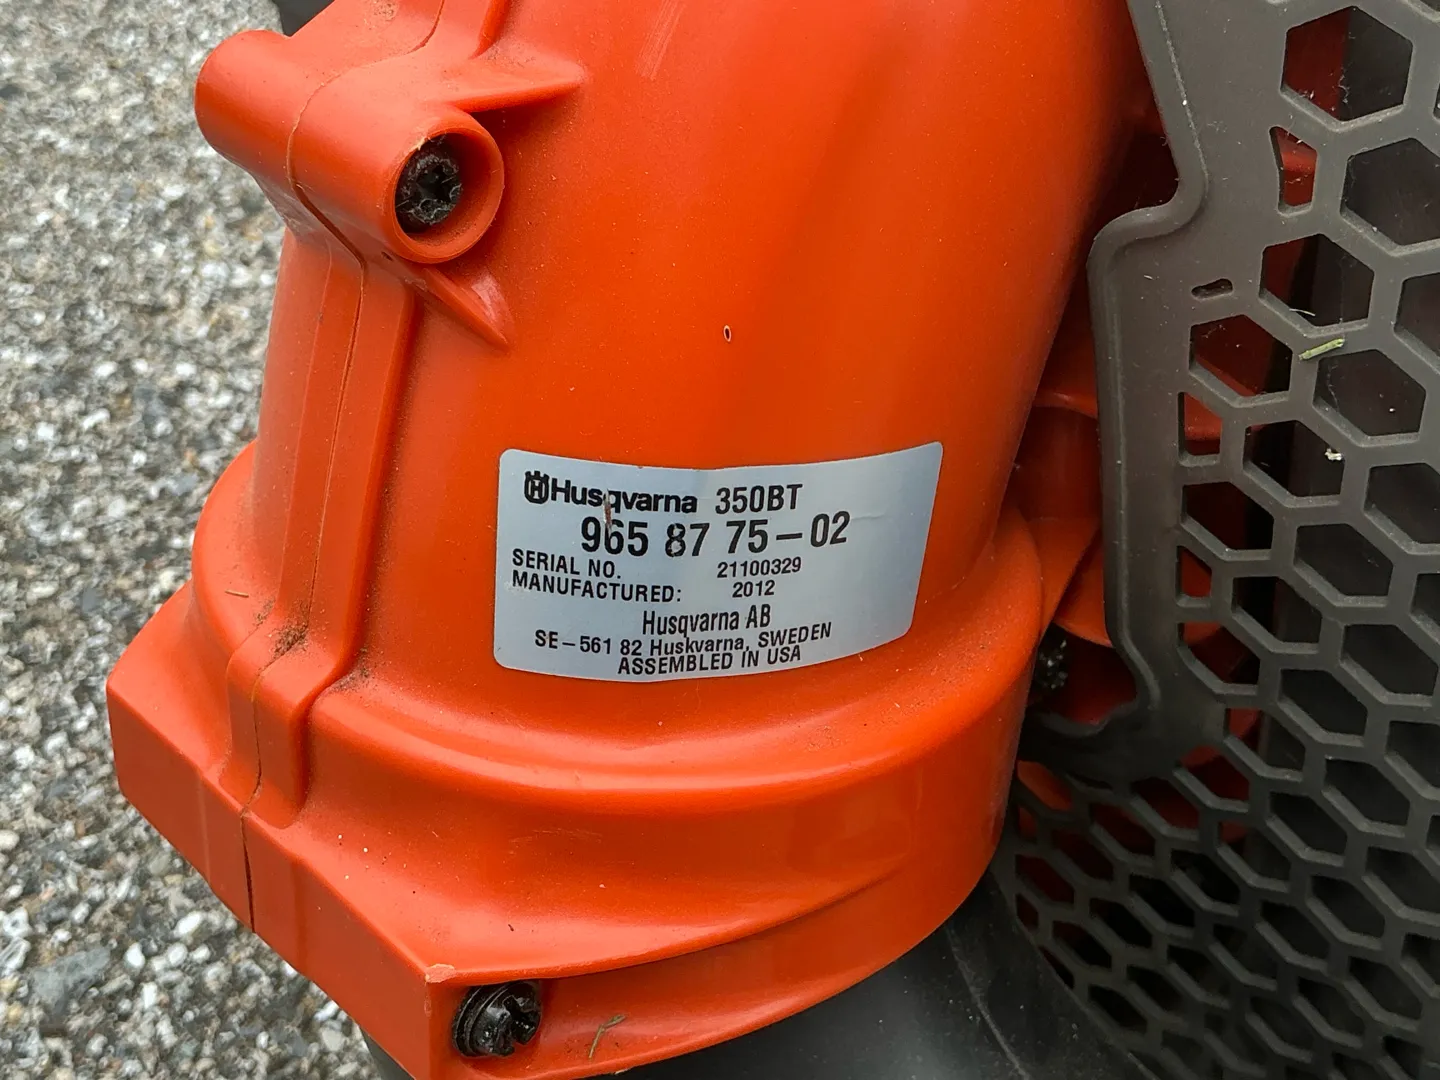 Husqvarna 350BT
965 87 75-02
SERIAL NO. 21100329
MANUFACTURED: 2012
Husqvarna AB
SE-561 82 Huskvarna, SWEDEN
ASSEMBLED IN USA